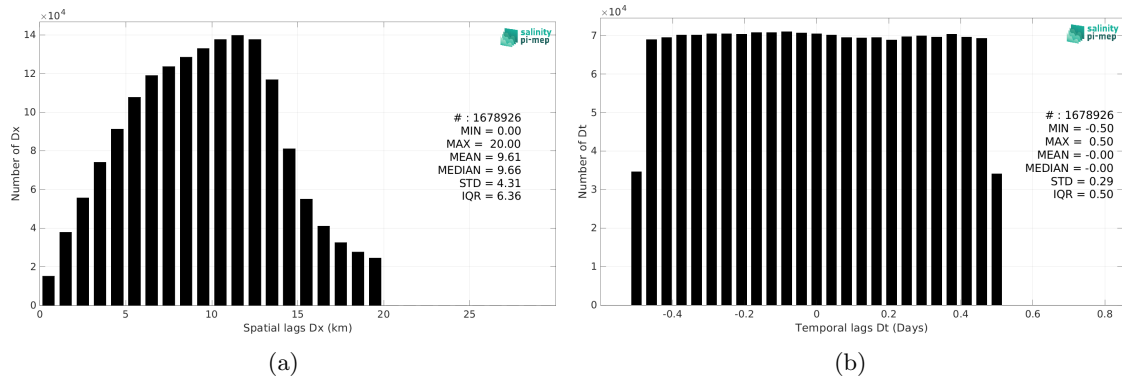 ×10⁴
14
12
10
8
6
4
2
0
Number of Dx
salinity
pi-mep
# : 1678926
MIN = 0.00
MAX = 20.00
MEAN = 9.61
MEDIAN = 9.66
STD = 4.31
IQR = 6.36
0 5 10 15 20 25
Spatial lags Dx (km)
(a)
×10⁴
7
6
5
4
3
2
1
0
Number of Dt
salinity
pi-mep
# : 1678926
MIN = -0.50
MAX = 0.50
MEAN = -0.00
MEDIAN = -0.00
STD = 0.29
IQR = 0.50
-0.4 -0.2 0 0.2 0.4 0.6 0.8
Temporal lags Dt (Days)
(b)